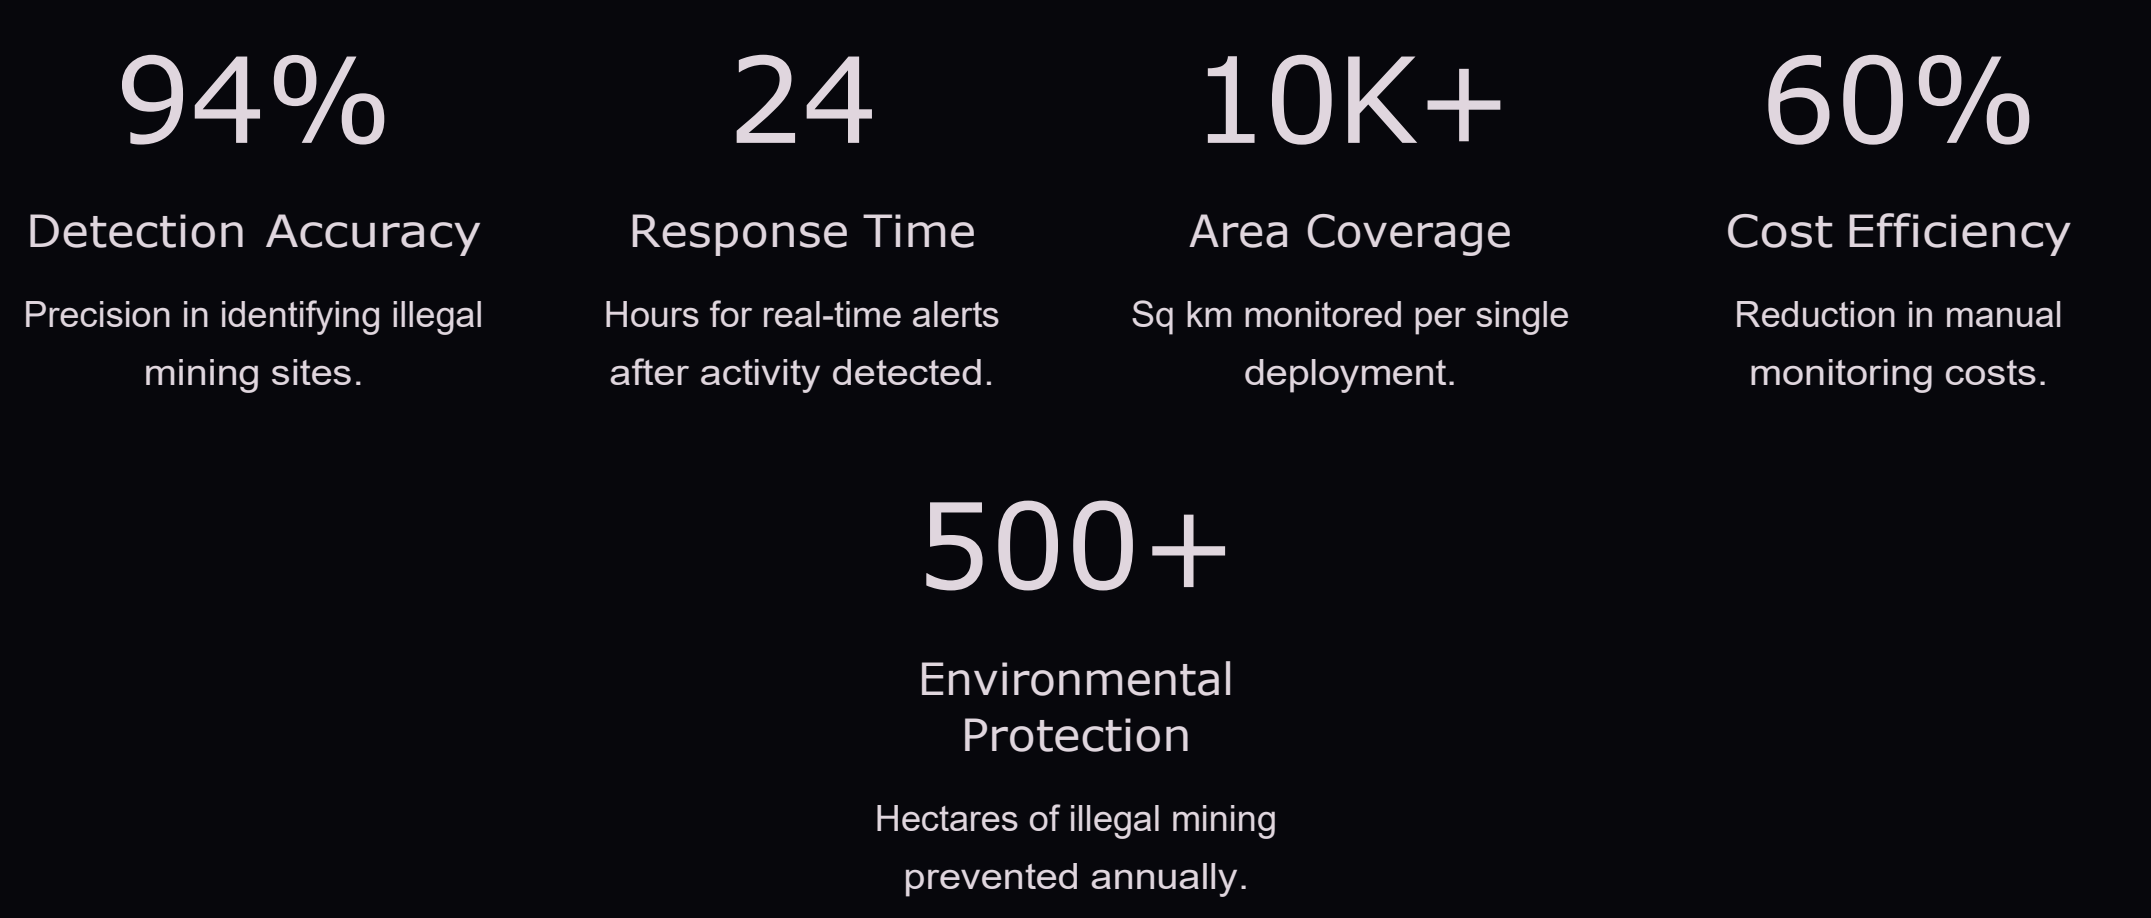 94%
Detection Accuracy
Precision in identifying illegal
mining sites.
24
Response Time
Hours for real-time alerts
after activity detected.
10K+
Area Coverage
Sq km monitored per single
deployment.
60%
Cost Efficiency
Reduction in manual
monitoring costs.
500+
Environmental
Protection
Hectares of illegal mining
prevented annually.